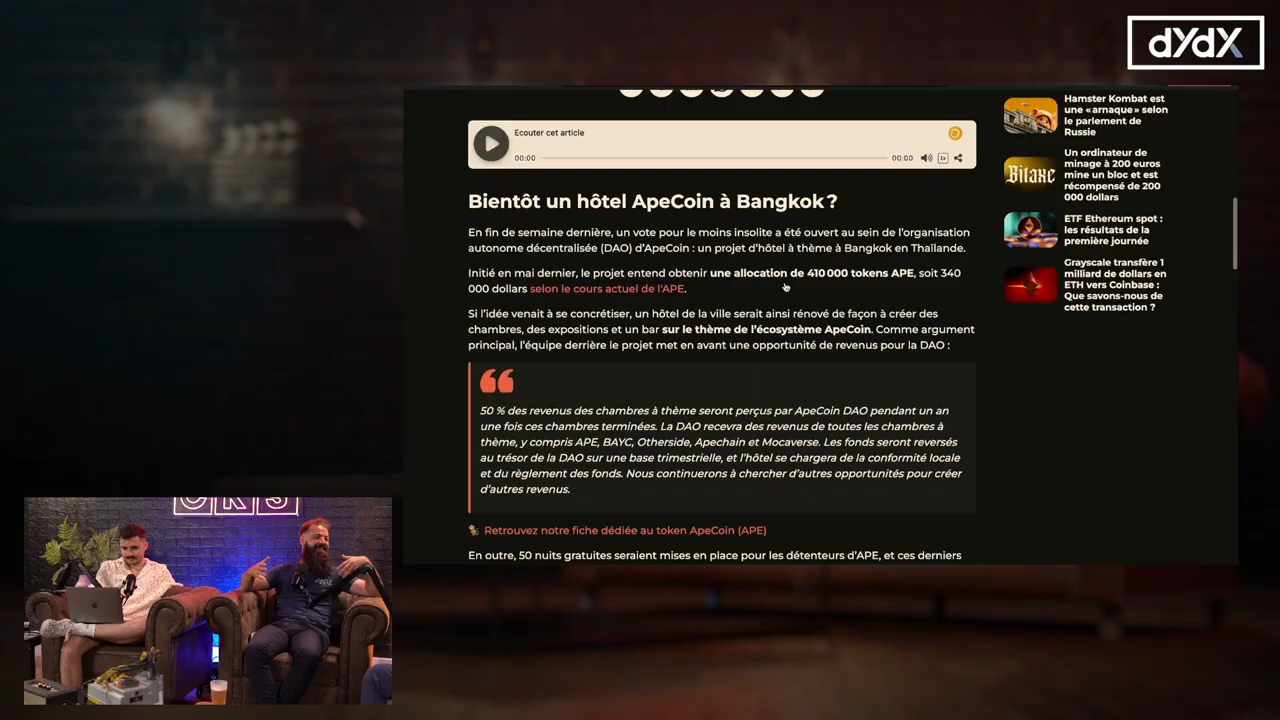 dYdX
Ecouter cet article
00:00
00:00
1x
Bientôt un hôtel ApeCoin à Bangkok ?
En fin de semaine dernière, un vote pour le moins insolite a été ouvert au sein de l'organisation
autonome décentralisée (DAO) d'ApeCoin : un projet d'hôtel à thème à Bangkok en Thaïlande.
Initié en mai dernier, le projet entend obtenir une allocation de 410 000 tokens APE, soit 340
000 dollars selon le cours actuel de l'APE.
Si l'idée venait à se concrétiser, un hôtel de la ville serait ainsi rénové de façon à créer des
chambres, des expositions et un bar sur le thème de l'écosystème ApeCoin. Comme argument
principal, l'équipe derrière le projet met en avant une opportunité de revenus pour la DAO :
50 % des revenus des chambres à thème seront perçus par ApeCoin DAO pendant un an
une fois ces chambres terminées. La DAO recevra des revenus de toutes les chambres à
thème, y compris APE, BAYC, Otherside, Apechain et Mocaverse. Les fonds seront reversés
au trésor de la DAO sur une base trimestrielle, et l'hôtel se chargera de la conformité locale
et du règlement des fonds. Nous continuerons à chercher d'autres opportunités pour créer
d'autres revenus.
Retrouvez notre fiche dédiée au token ApeCoin (APE)
En outre, 50 nuits gratuites seraient mises en place pour les détenteurs d'APE, et ces derniers
Hamster Kombat est
une « arnaque » selon
le parlement de
Russie
Bitaxe
Un ordinateur de
minage à 200 euros
mine un bloc et est
récompensé de 200
000 dollars
ETF Ethereum spot :
les résultats de la
première journée
Grayscale transfère 1
milliard de dollars en
ETH vers Coinbase :
Que savons-nous de
cette transaction ?
CKS